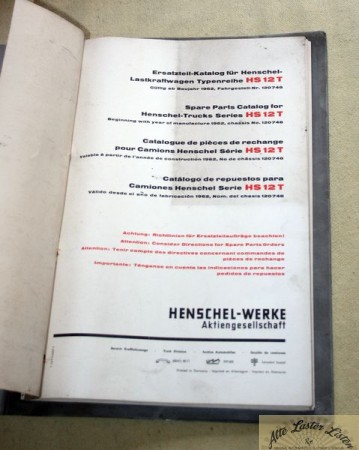 Ersatzteil-Katalog für Henschel-
Lastkraftwagen Typenreihe HS 12 T
Gültig ab Baujahr 1962, Fahrgestell-Nr. 120746
Spare Parts Catalog for
Henschel-Trucks Series HS 12 T
Beginning with year of manufacture 1962, chassis No. 120746
Catalogue de pièces de rechange
pour Camions Henschel Série HS 12 T
Valable à partir de l'année de construction 1962, No de châssis 120746
Catálogo de repuestos para
Camiones Henschel Serie HS 12 T
Válido desde el año de fabricación 1962, Núm. del chasis 120746
Achtung: Richtlinien für Ersatzteilaufträge beachten!
Attention: Consider Directions for Spare Parts Orders
Attention: Tenir compte des directives concernant commandes de
pièces de rechange
Importante: Ténganse en cuenta las indicaciones para hacer
pedidos de repuestos
HENSCHEL-WERKE
Aktiengesellschaft
Printed in Germany
Alte Laster Listen